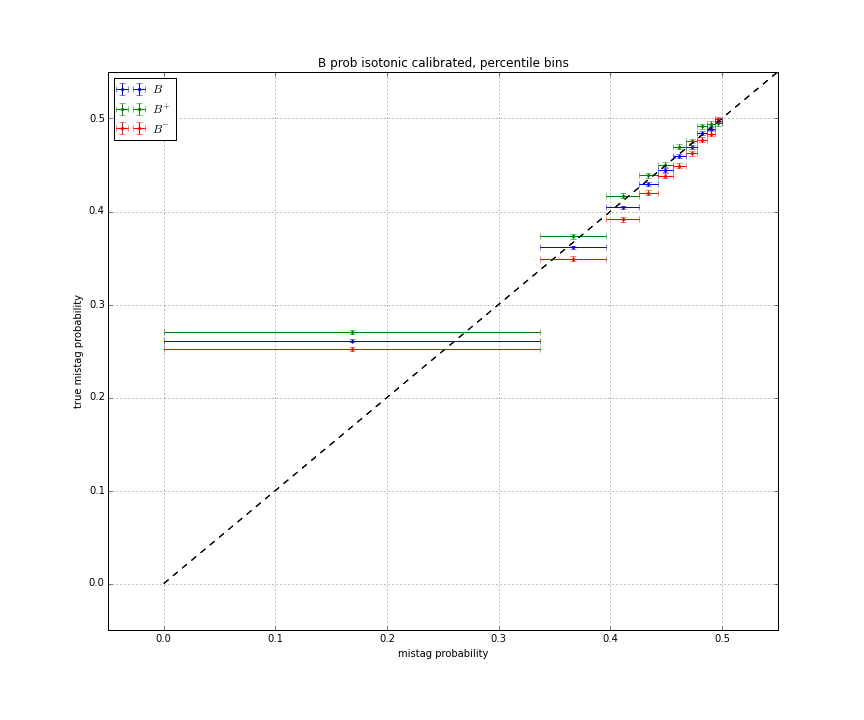 B prob isotonic calibrated, percentile bins
B
B⁺
B⁻
0.5
0.4
0.3
0.2
0.1
0.0
true mistag probability
0.0 0.1 0.2 0.3 0.4 0.5
mistag probability